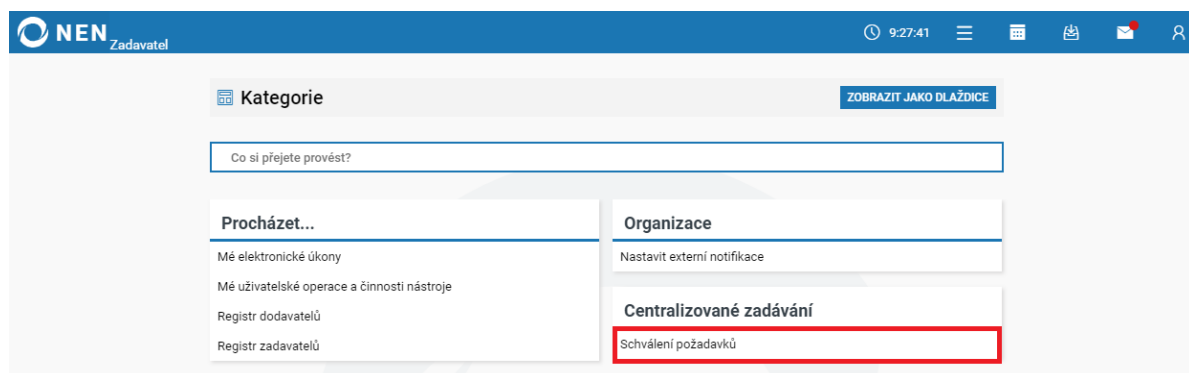 NEN Zadavatel
9:27:41
Kategorie
ZOBRAZIT JAKO DLAŽDICE
Co si přejete provést?
Procházet...
Mé elektronické úkony
Mé uživatelské operace a činnosti nástroje
Registr dodavatelů
Registr zadavatelů
Organizace
Nastavit externí notifikace
Centralizované zadávání
Schválení požadavků